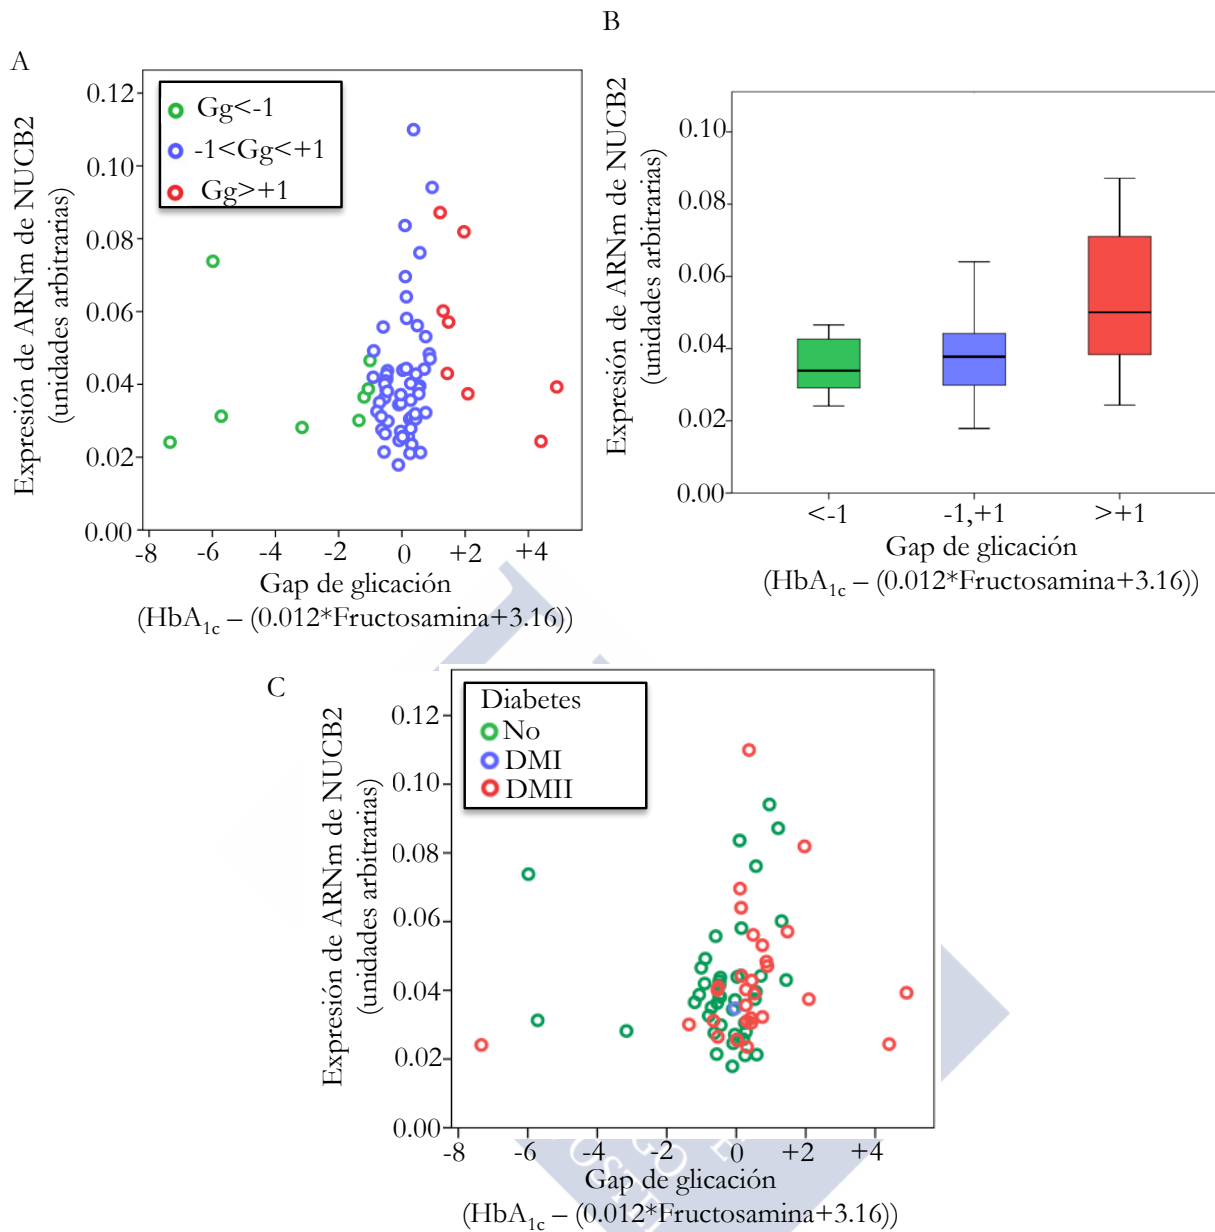 A
Expresión de ARNm de NUCB2
(unidades arbitrarias)
0.12
0.10
0.08
0.06
0.04
0.02
0.00
Gg<-1
-1<Gg<+1
Gg>+1
-8 -6 -4 -2 0 +2 +4
Gap de glicación
(HbA1c – (0.012*Fructosamina+3.16))
B
Expresión de ARNm de NUCB2
(unidades arbitrarias)
0.10
0.08
0.06
0.04
0.02
0.00
<-1 -1,+1 >+1
Gap de glicación
(HbA1c – (0.012*Fructosamina+3.16))
C
Expresión de ARNm de NUCB2
(unidades arbitrarias)
0.12
0.10
0.08
0.06
0.04
0.02
0.00
Diabetes
No
DMI
DMII
-8 -6 -4 -2 0 +2 +4
Gap de glicación
(HbA1c – (0.012*Fructosamina+3.16))